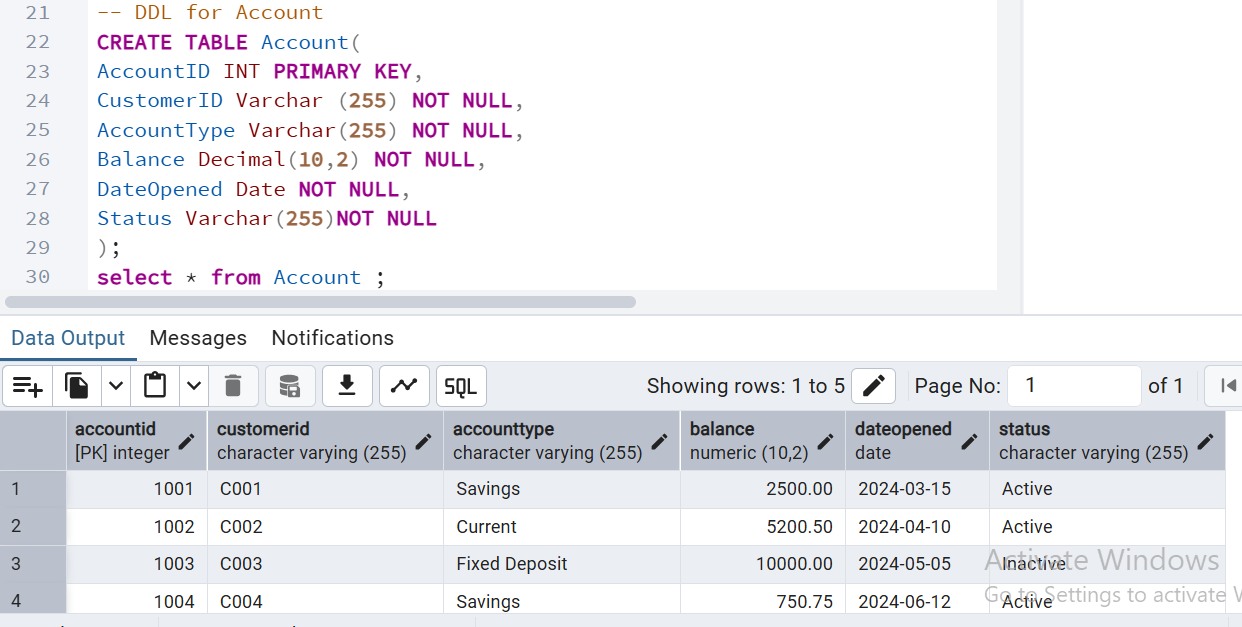 21 -- DDL for Account
22 CREATE TABLE Account(
23 AccountID INT PRIMARY KEY,
24 CustomerID Varchar (255) NOT NULL,
25 AccountType Varchar(255) NOT NULL,
26 Balance Decimal(10,2) NOT NULL,
27 DateOpened Date NOT NULL,
28 Status Varchar(255)NOT NULL
29 );
30 select * from Account ;
Data Output Messages Notifications
SQL Showing rows: 1 to 5 Page No: 1 of 1
accountid customerid accounttype balance dateopened status
[PK] integer character varying (255) character varying (255) numeric (10,2) date character varying (255)
1 1001 C001 Savings 2500.00 2024-03-15 Active
2 1002 C002 Current 5200.50 2024-04-10 Active
3 1003 C003 Fixed Deposit 10000.00 2024-05-05 Inactive
Activate Windows
4 1004 C004 Savings 750.75 2024-06-12 Active
Go to Settings to activate